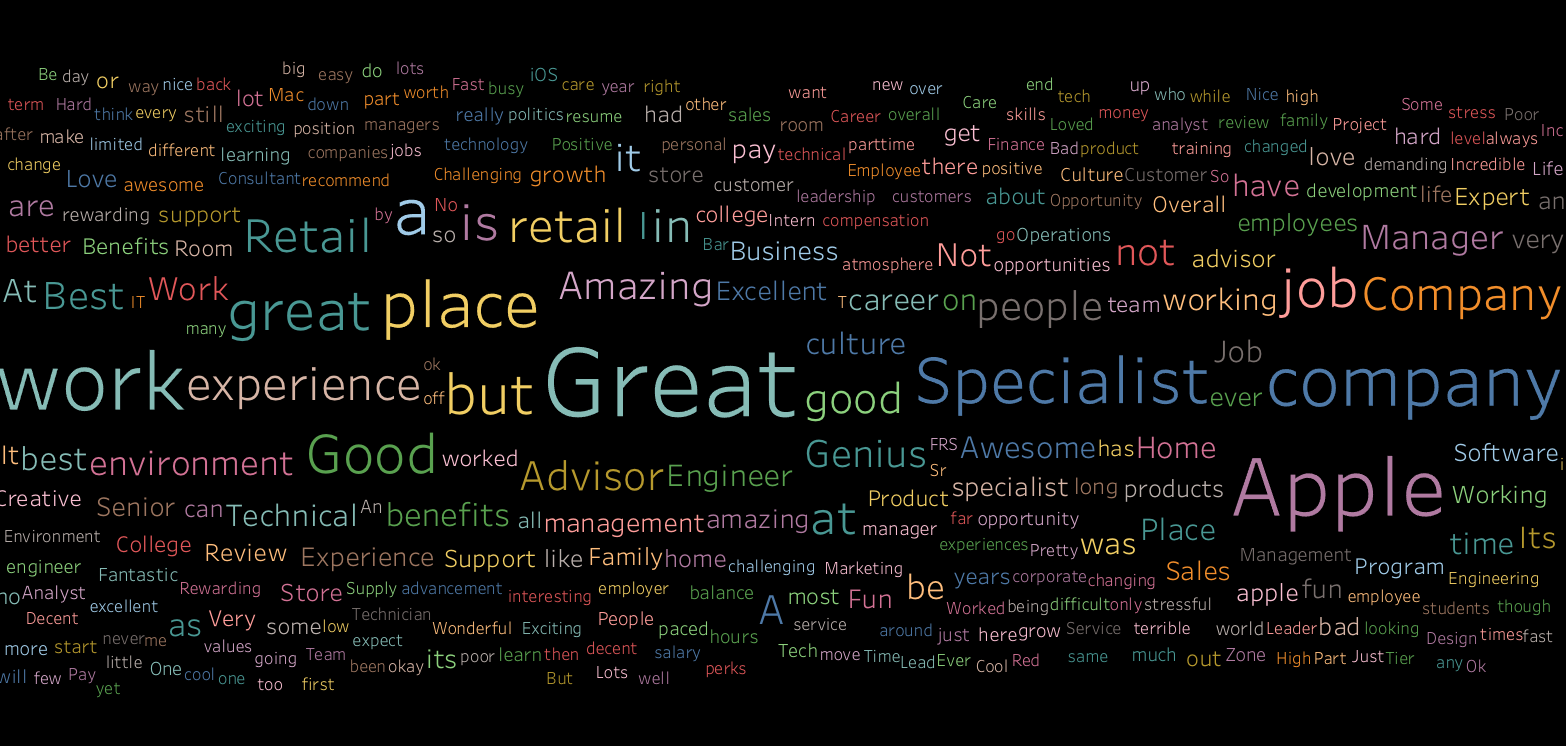 big easy do lots iOS
Be day or way nice back Fast busy care year right new over end tech up who while Nice high
term Hard think every still lot Mac down part worth really politics resume had other sales want room Career overall Care skills Loved money analyst review family Project Some stress Poor
after make limited different exciting learning position managers companies jobs technology Positive it personal store pay technical parttime get Finance Bad product training changed love hard level always Inc
change Love awesome Consultant recommend Challenging growth customer Employee there positive Culture Customer So have demanding Incredible Life
are rewarding support Retail by a No so is retail I in college Intern leadership customers compensation about Opportunity Overall development life Expert an
better Benefits Room Bar Business atmosphere Not go Operations opportunities not advisor employees Manager very
At Best IT Work many great place Amazing Excellent T career on people team working job Company
work experience ok off but Great culture good Specialist Job ever company
It best environment Good worked Advisor Engineer Genius FRS Sr Awesome has Home Apple Software i
Creative Senior can Technical An benefits all management amazing at Product specialist long products Working
Environment College Review Experience Support like Family home manager far opportunity experiences Pretty was Place Management time Its
engineer Fantastic challenging Marketing years corporate changing Sales Program Engineering
no Analyst excellent Rewarding Store Supply advancement interesting employer balance A most Fun be Worked being difficult only stressful apple fun employee students though
Decent as Very some low Technician expect Wonderful Exciting People paced hours service around just here grow Service terrible world Leader bad looking Design times fast
more start never me values going Team been okay its poor learn then decent salary Tech move Time Lead Ever Cool Red same much out Zone High Part Just Tier any Ok
will few Pay yet little One cool one too first But Lots well perks